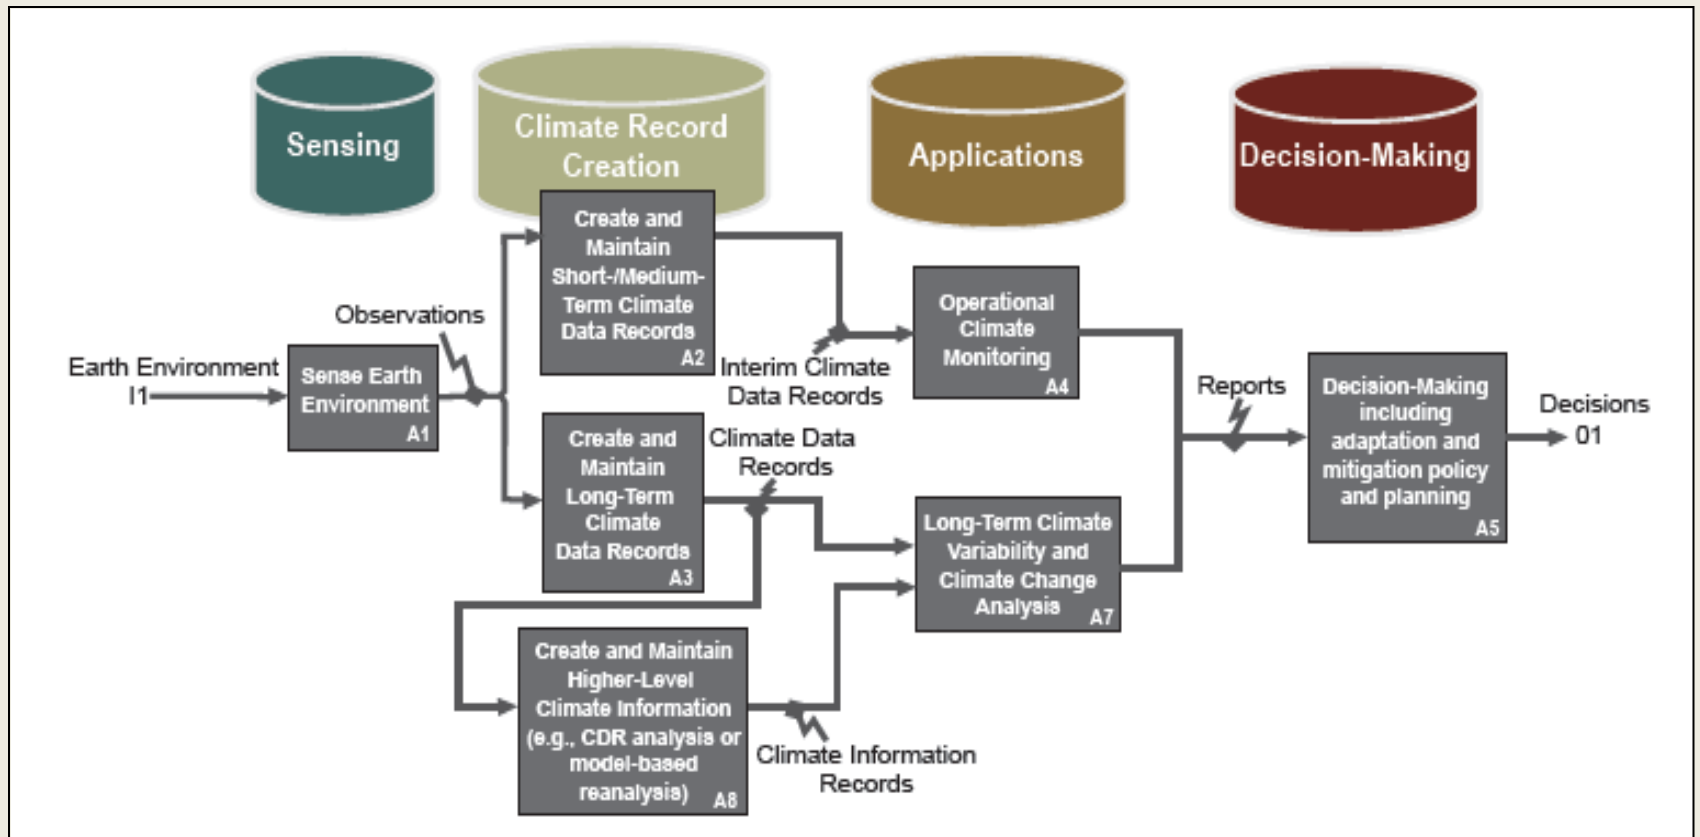 Sensing
Climate Record
Creation
Applications
Decision-Making
Create and
Maintain
Short-/Medium-
Term Climate
Data Records
A2
Observations
Earth Environment
I1
Sense Earth
Environment
A1
Interim Climate
Data Records
Operational
Climate
Monitoring
A4
Reports
Decision-Making
including
adaptation and
mitigation policy
and planning
A5
Decisions
01
Create and
Maintain
Long-Term
Climate
Data Records
A3
Climate Data
Records
Long-Term Climate
Variability and
Climate Change
Analysis
A7
Create and Maintain
Higher-Level
Climate Information
(e.g., CDR analysis or
model-based
reanalysis)
A8
Climate Information
Records